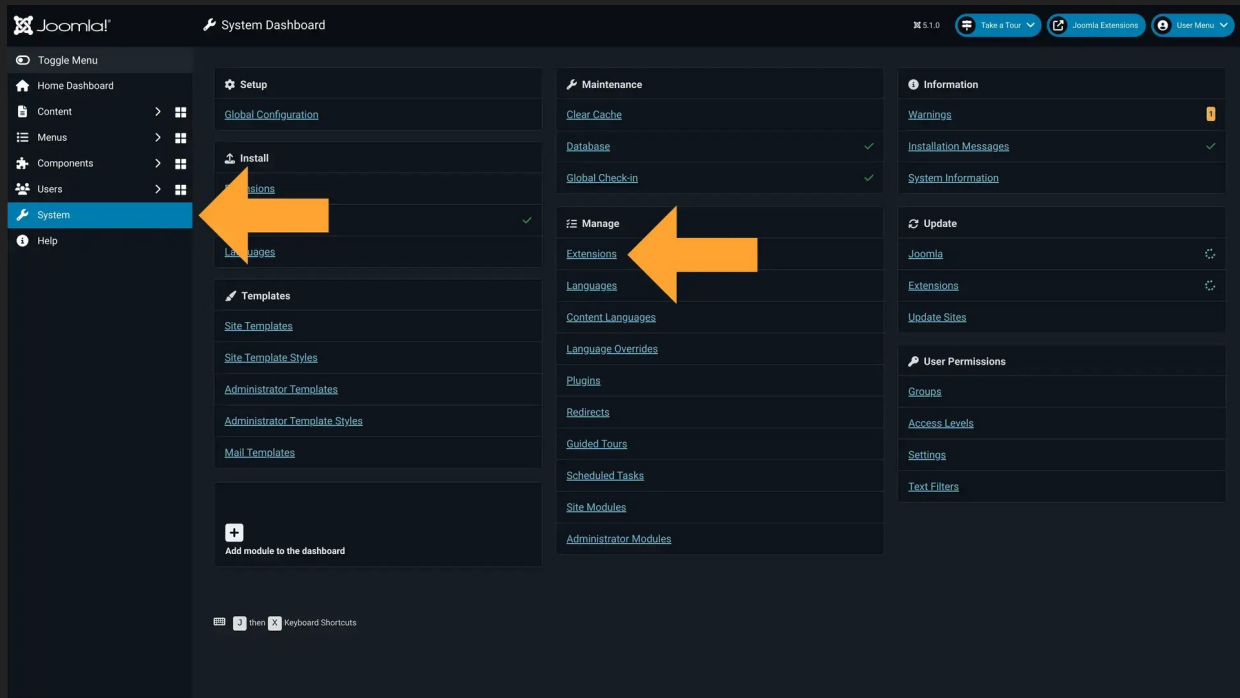 Joomla!®
System Dashboard
5.1.0
Take a Tour
Joomla Extensions
User Menu
Toggle Menu
Home Dashboard
Content
Menus
Components
Users
System
Help
Setup
Global Configuration
Install
Languages
Templates
Site Templates
Site Template Styles
Administrator Templates
Administrator Template Styles
Mail Templates
Add module to the dashboard
J then X Keyboard Shortcuts
Maintenance
Clear Cache
Database
Global Check-in
Manage
Extensions
Languages
Content Languages
Language Overrides
Plugins
Redirects
Guided Tours
Scheduled Tasks
Site Modules
Administrator Modules
Information
Warnings
1
Installation Messages
System Information
Update
Joomla
Extensions
Update Sites
User Permissions
Groups
Access Levels
Settings
Text Filters